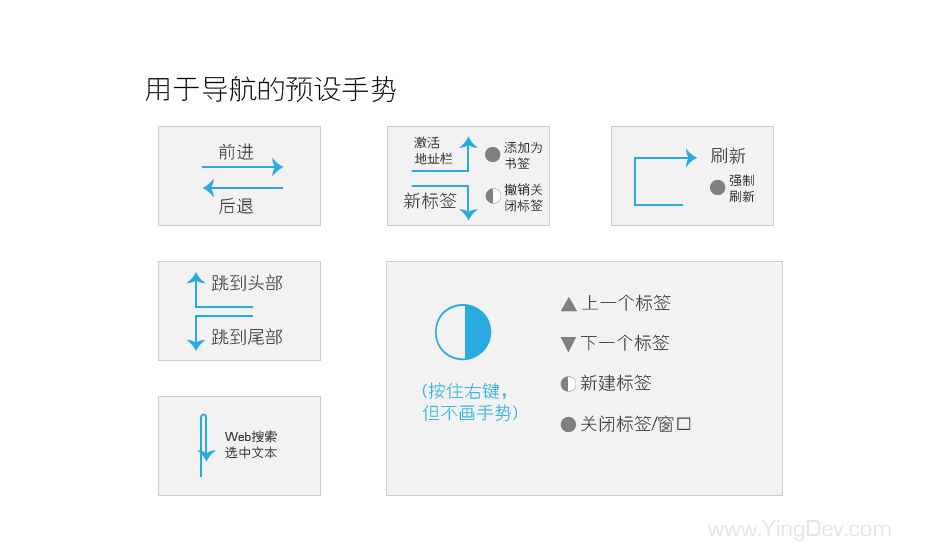 用于导航的预设手势
前进
后退
激活
地址栏
添加为
书签
新标签
撤销关
闭标签
刷新
强制
刷新
跳到头部
跳到尾部
(按住右键，
但不画手势)
上一个标签
下一个标签
新建标签
关闭标签/窗口
Web搜索
选中文本
www.YingDev.com